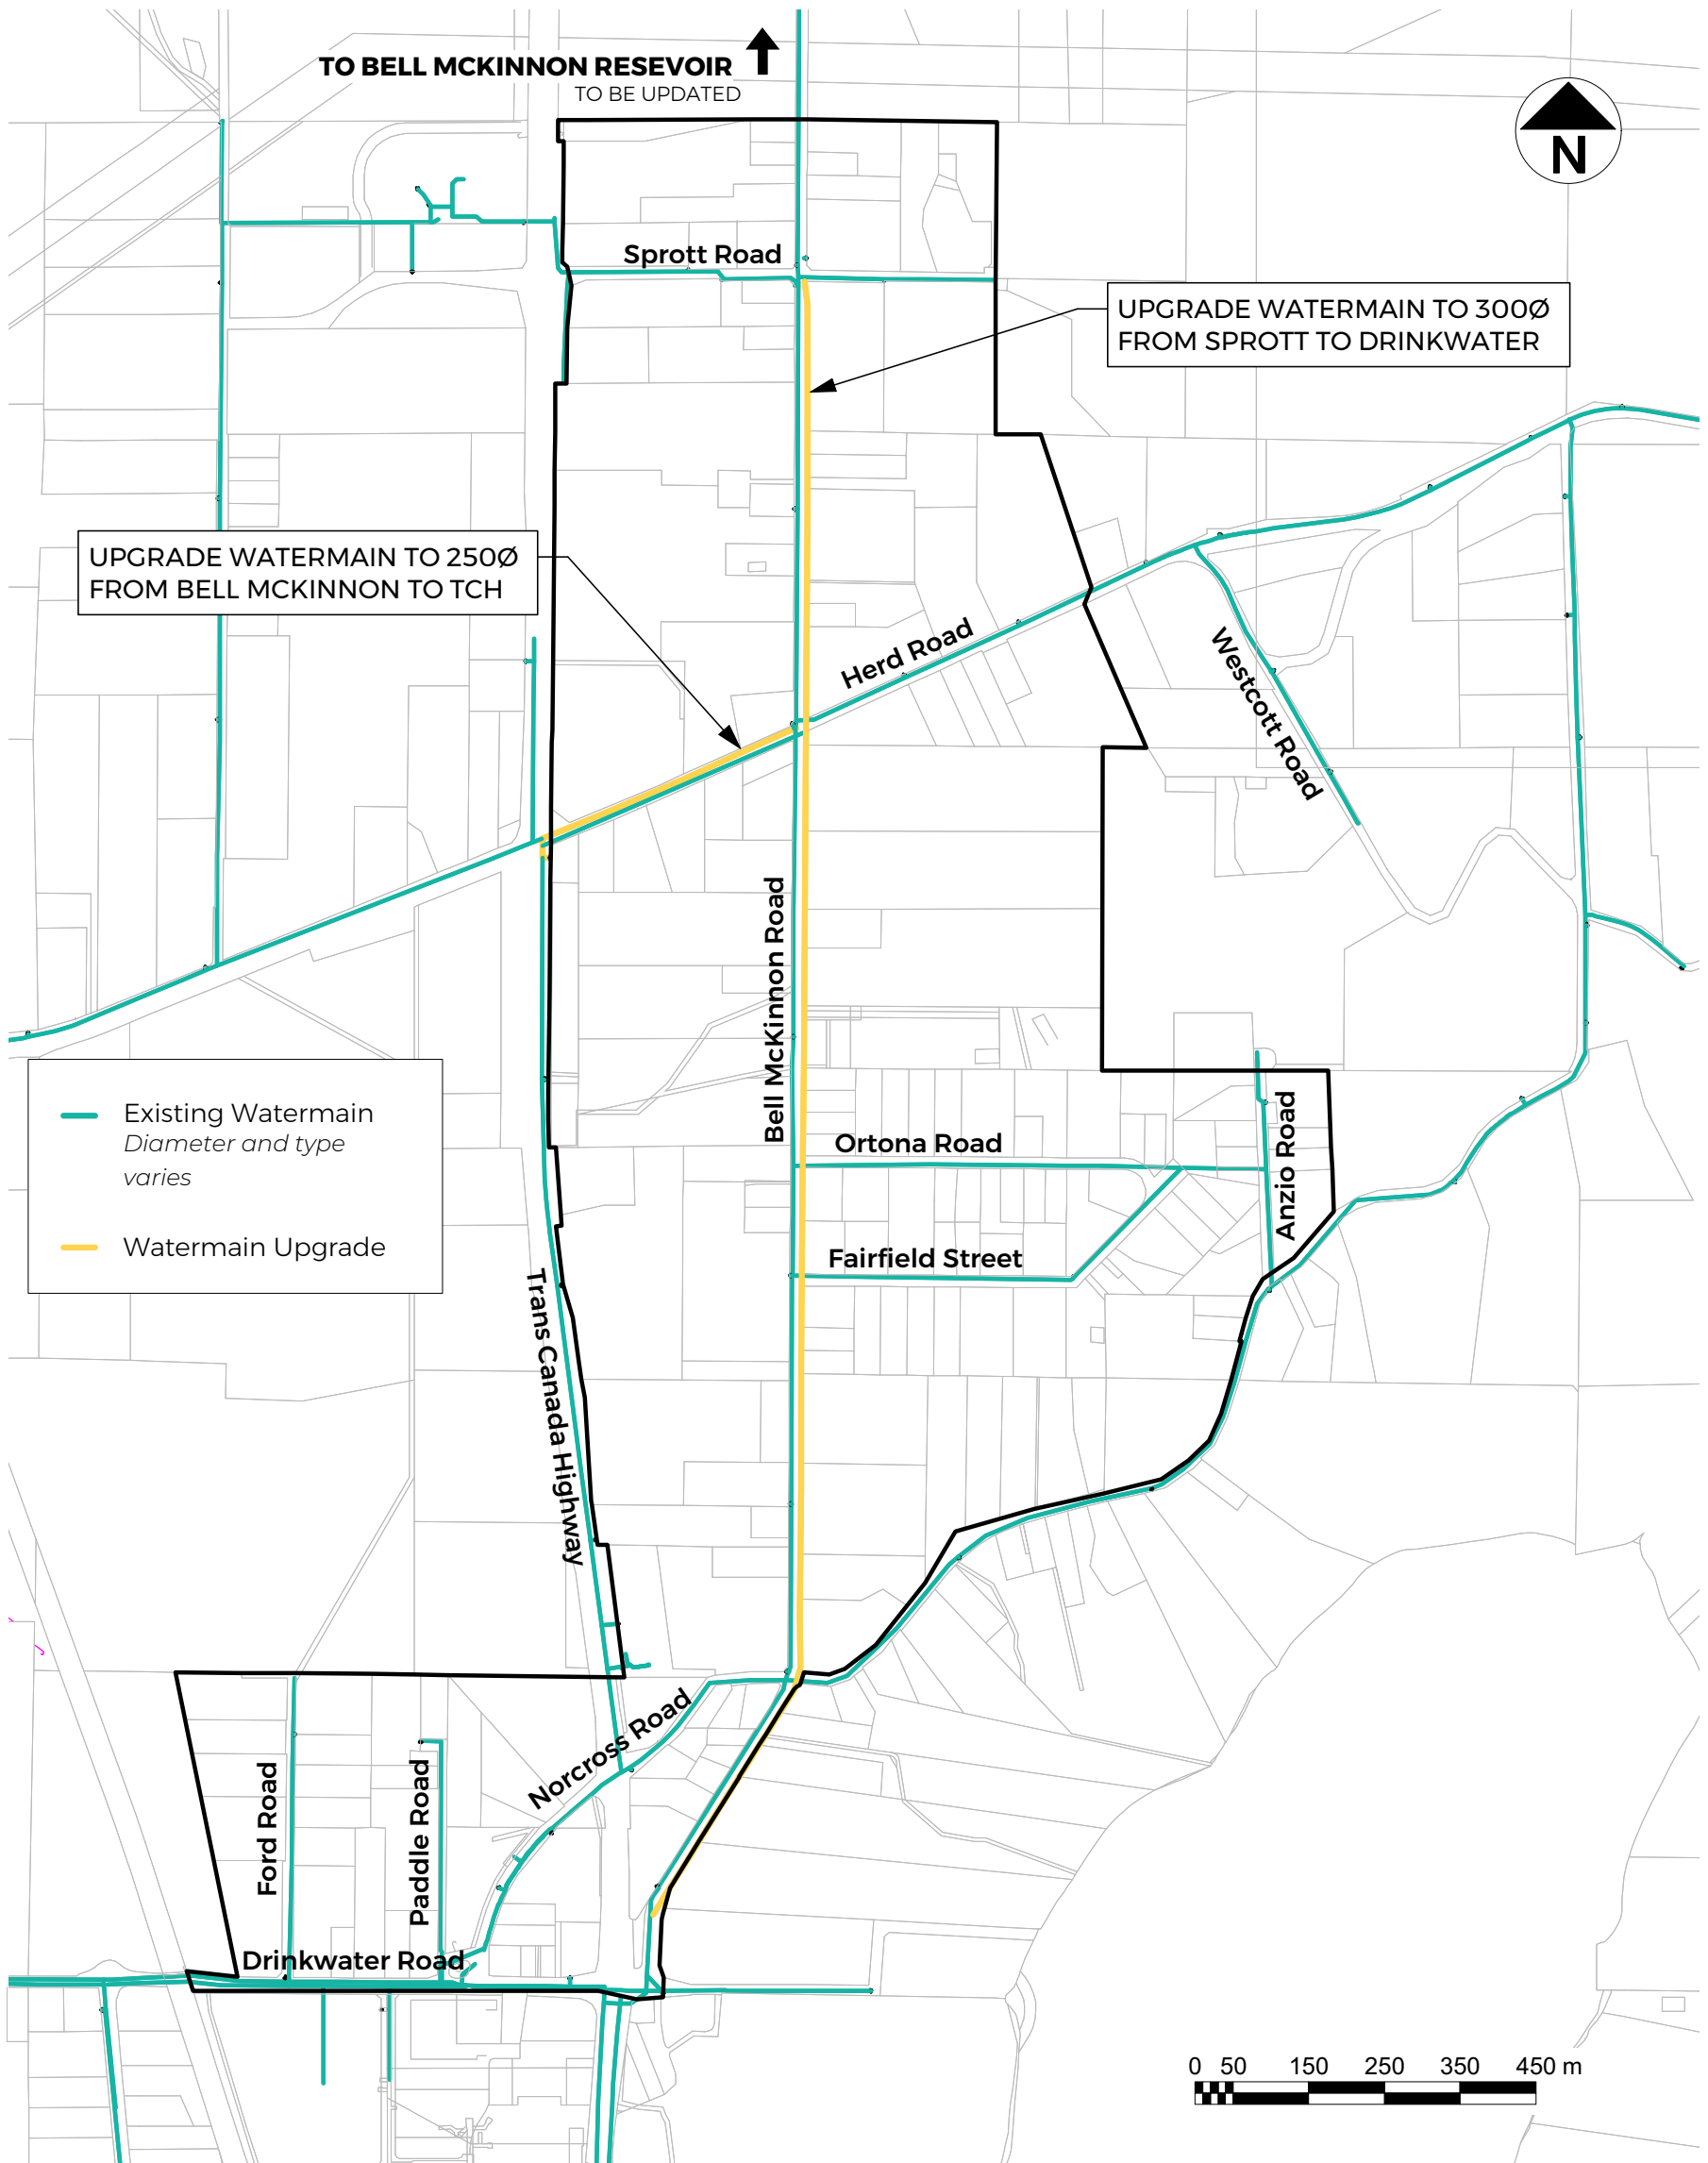 TO BELL MCKINNON RESEVOIR
TO BE UPDATED
N
Sprott Road
UPGRADE WATERMAIN TO 300Ø
FROM SPROTT TO DRINKWATER
UPGRADE WATERMAIN TO 250Ø
FROM BELL MCKINNON TO TCH
Herd Road
Westcott Road
Bell McKinnon Road
Existing Watermain
Diameter and type
varies
Watermain Upgrade
Ortona Road
Anzio Road
Fairfield Street
Trans Canada Highway
Norcross Road
Ford Road
Paddle Road
Drinkwater Road
0 50 150 250 350 450 m